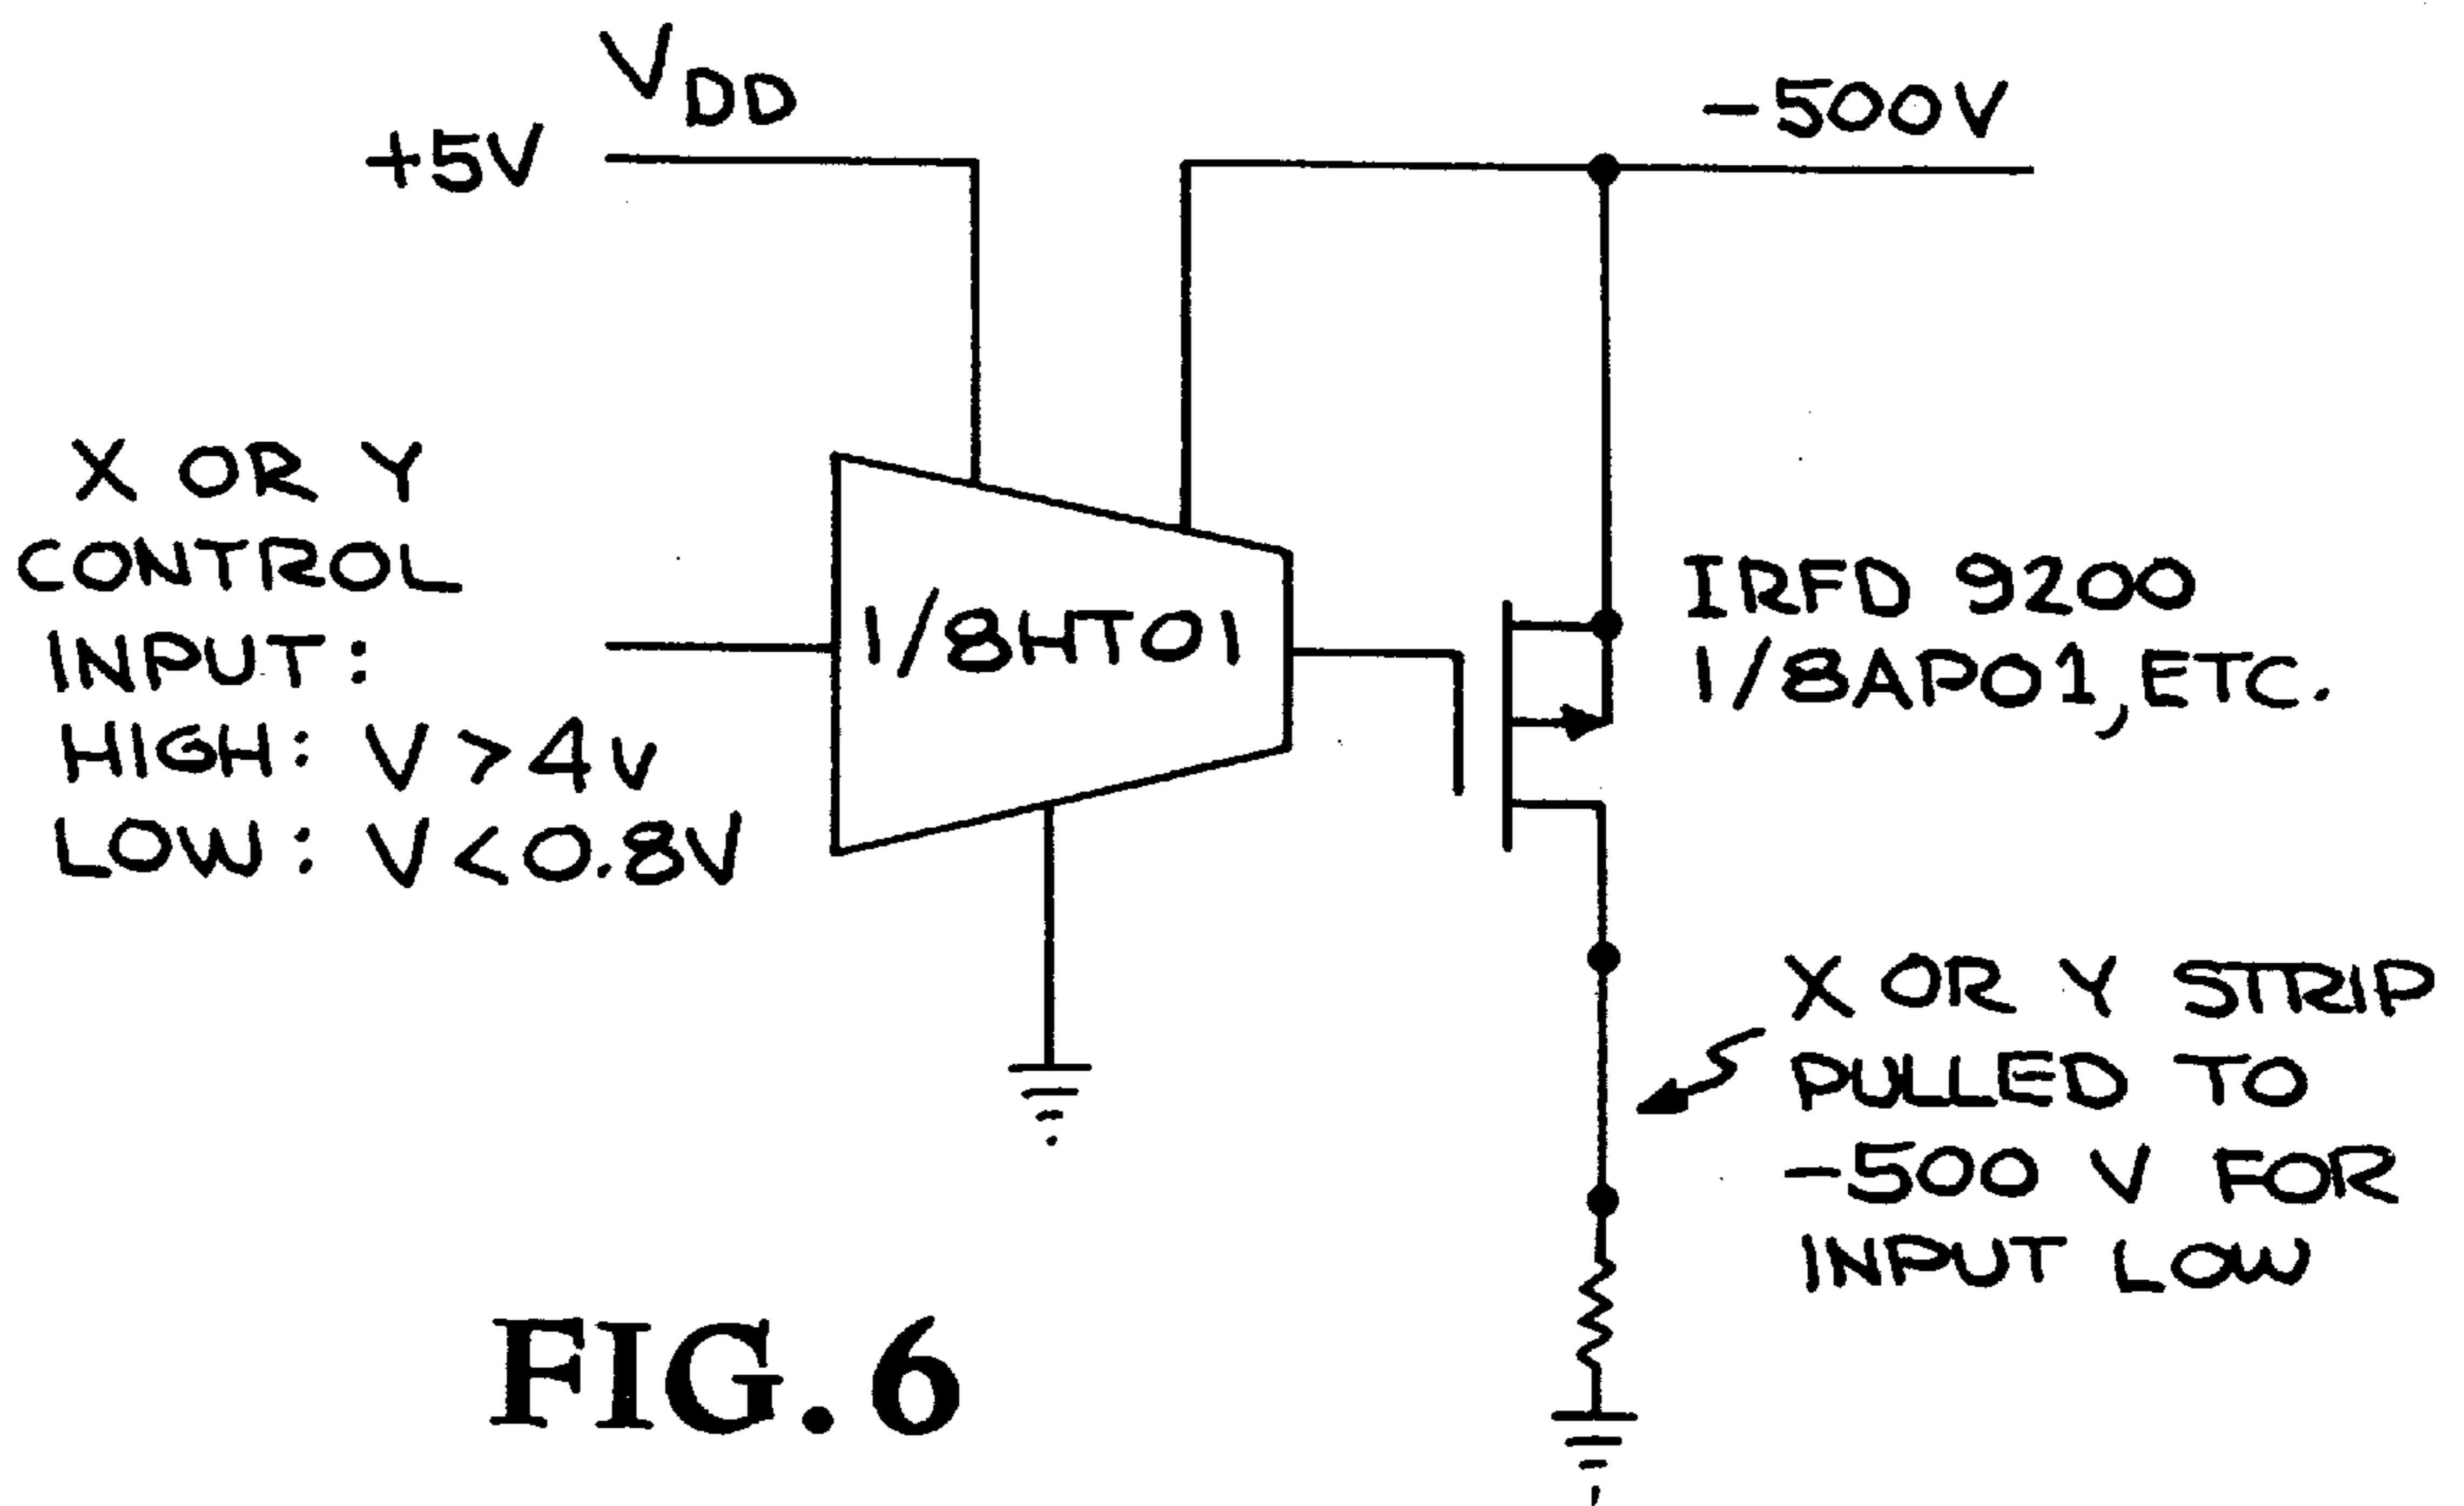 VDD
+5V
-500V
X OR Y
CONTROL
INPUT:
HIGH: V>4V
LOW: V<0.8V
1/8HT01
IRFD 9200
1/8AP01,ETC.
X OR Y STRIP
PULLED TO
-500 V FOR
INPUT LOW
FIG. 6